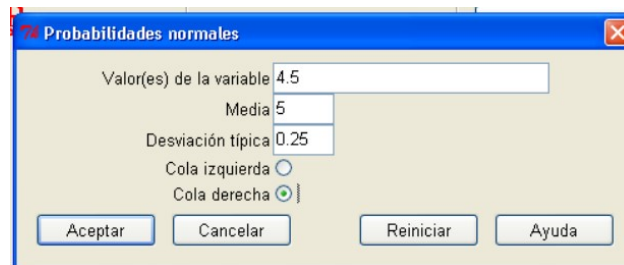 Probabilidades normales
Valor(es) de la variable 4.5
Media 5
Desviación típica 0.25
Cola izquierda
Cola derecha
Aceptar Cancelar Reiniciar Ayuda